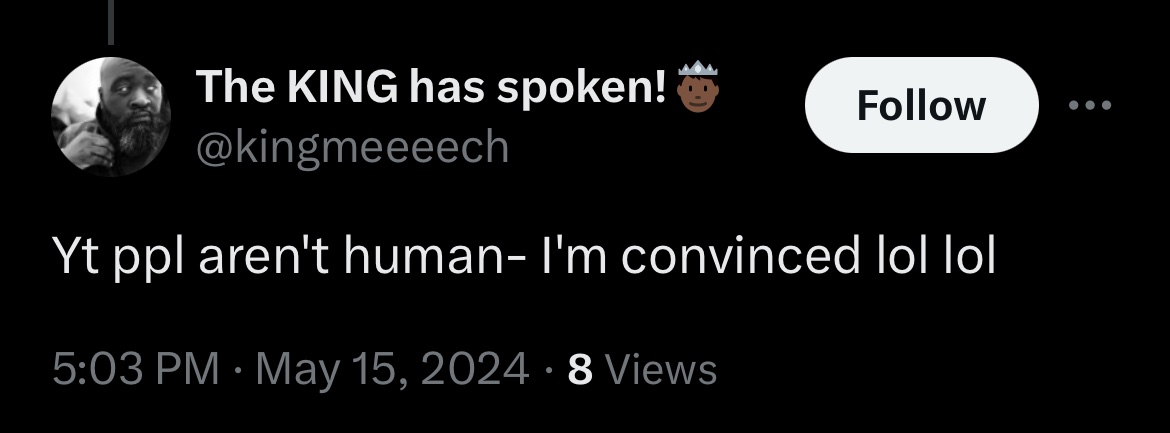 The KING has spoken!🤴🏾
Follow
@kingmeeeech
Yt ppl aren't human- I'm convinced lol lol
5:03 PM · May 15, 2024 · 8 Views